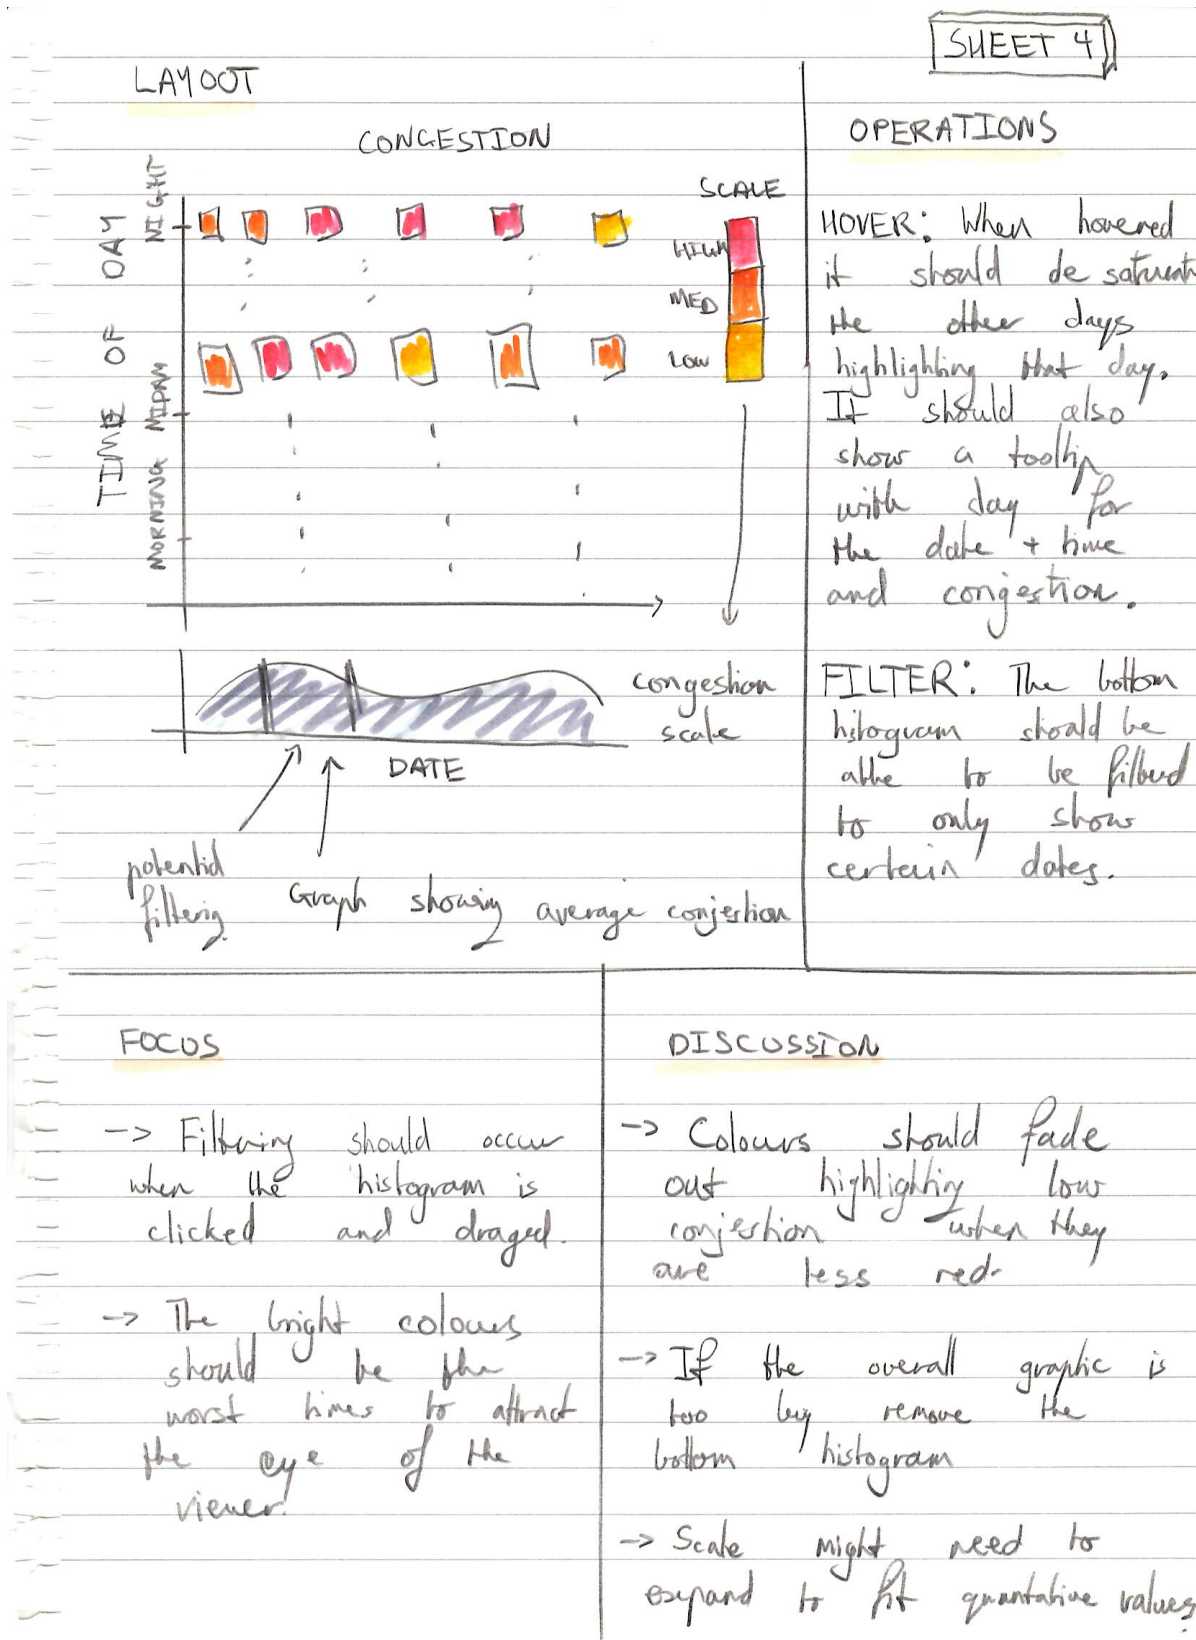 SHEET 4
LAYOUT
CONGESTION
TIME OF DAY
NIGHT
MIDDAY
MORNING
SCALE
HIGH
MED
LOW
congestion
scale
DATE
potential
filtering
Graph showing average conjestion
OPERATIONS
HOVER: When hovered
it should de saturate
the other days
highlighting that day.
It should also
show a tooltip
with day for
the date + time
and congestion.
FILTER: The bottom
histogram should be
able to be filtered
to only show
certain dates.
FOCUS
-> Filtering should occur
when the histogram is
clicked and draged.
-> The bright colours
should be the
worst times to attract
the eye of the
viewer.
DISCUSSION
-> Colours should fade
out highlighting low
conjestion when they
are less red.
-> If the overall graphic is
too big remove the
bottom histogram
-> Scale might need to
expand to fit quantative values.